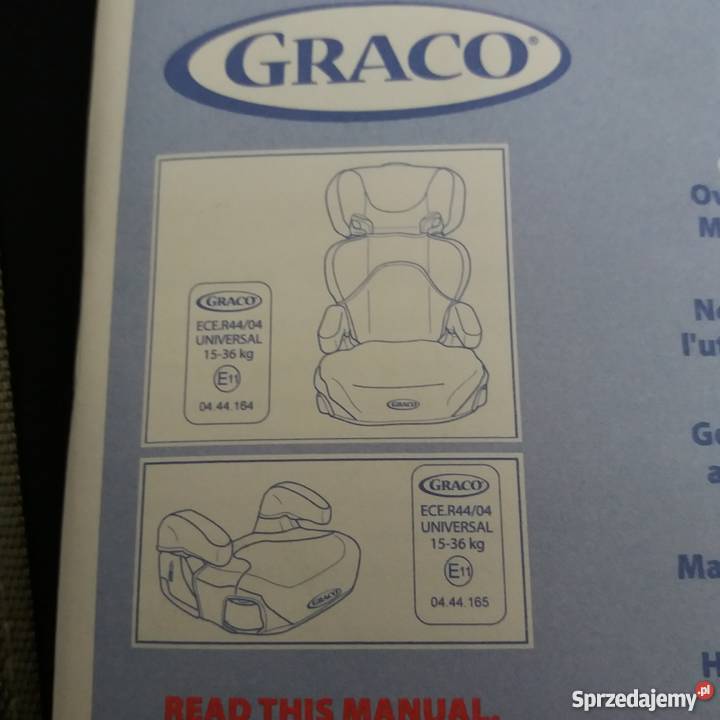 GRACO®
GRACO
ECE.R44/04
UNIVERSAL
15-36 kg
E11
04.44.164
GRACO
GRACO
ECE.R44/04
UNIVERSAL
15-36 kg
E11
04.44.165
GRACO
READ THIS MANUAL.
Sprzedajemy.pl